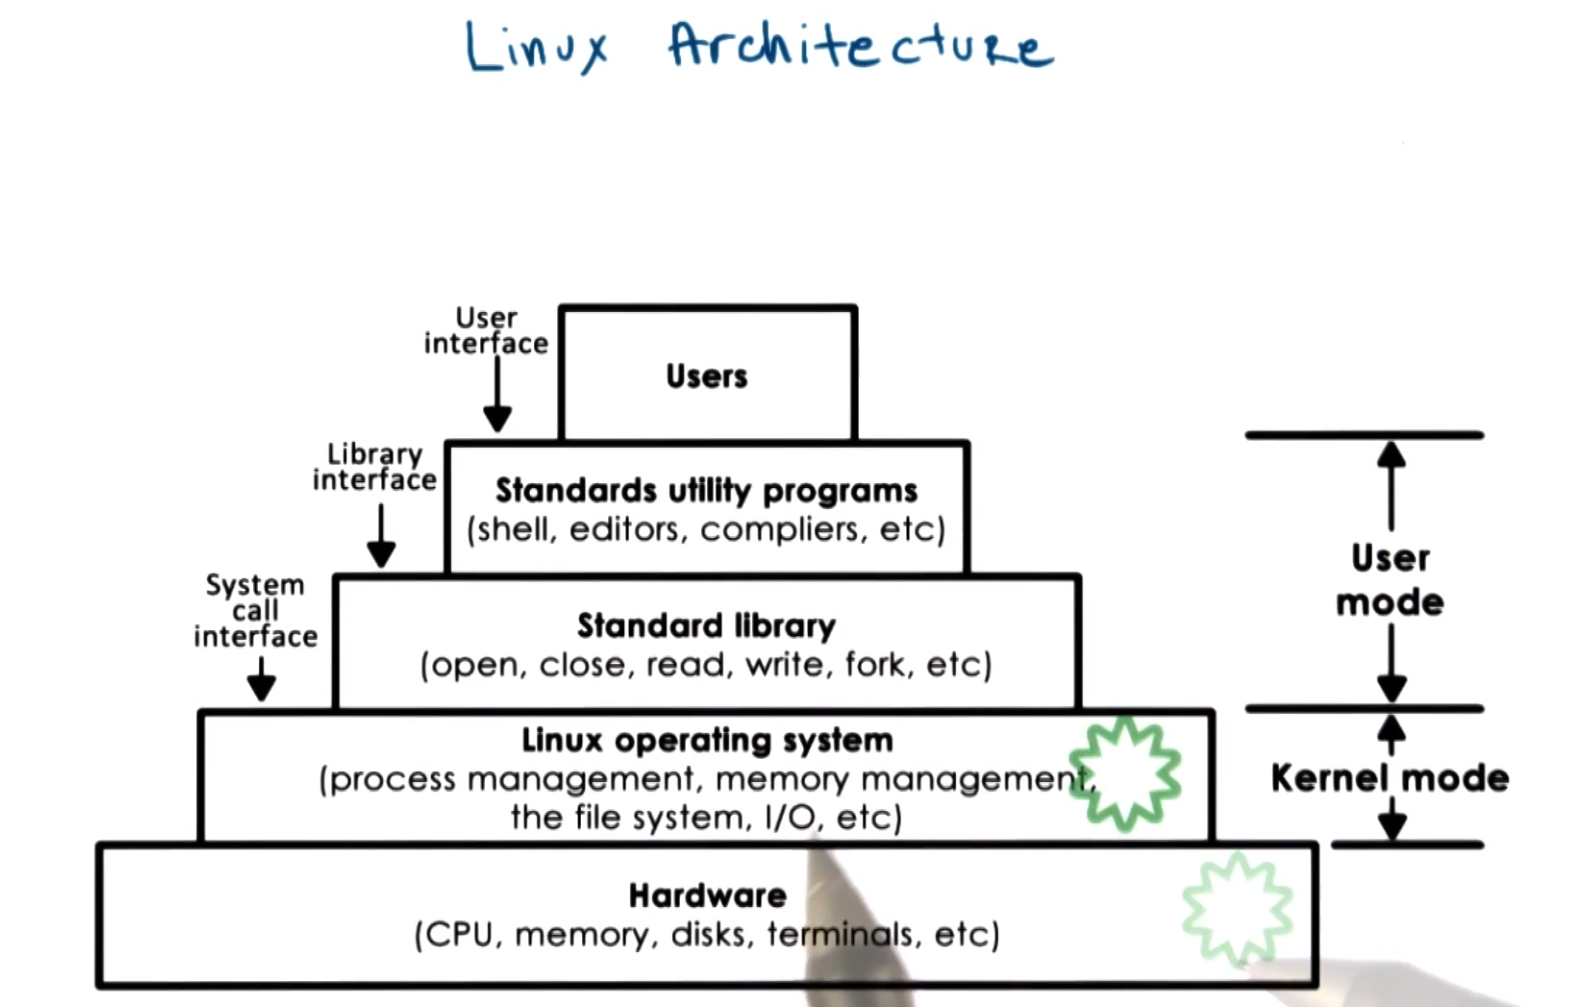 Linux Architecture
User
interface
Users
Library
interface
Standards utility programs
(shell, editors, compliers, etc)
System
call
interface
Standard library
(open, close, read, write, fork, etc)
User
mode
Linux operating system
(process management, memory management,
the file system, I/O, etc)
Kernel mode
Hardware
(CPU, memory, disks, terminals, etc)